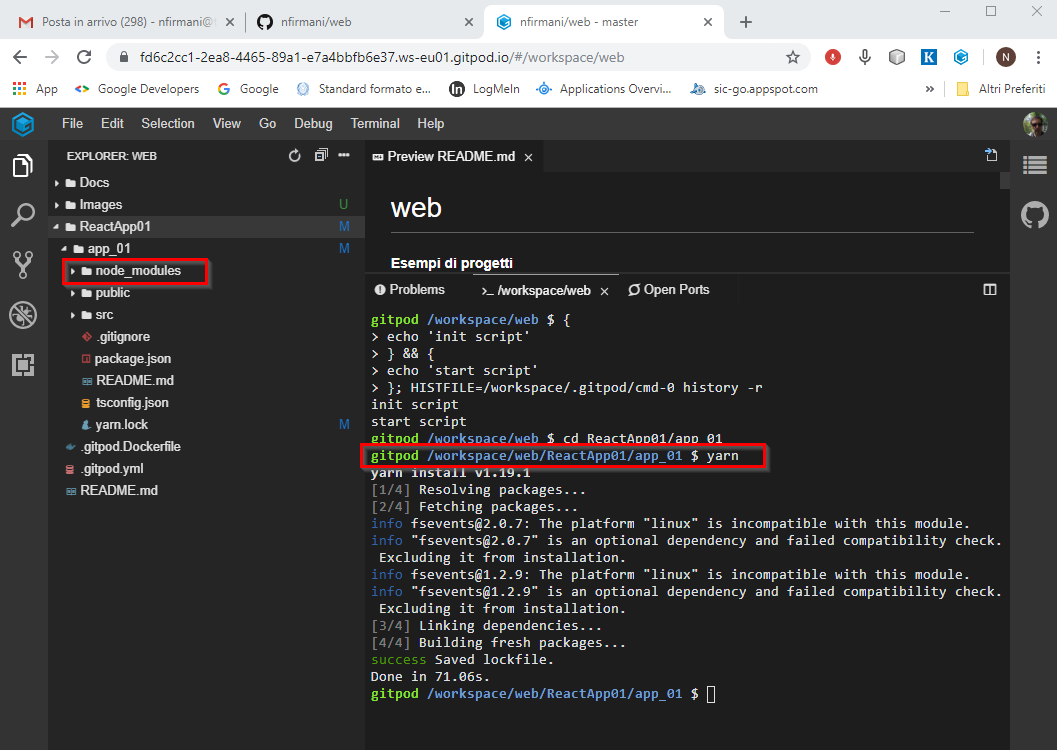 Posta in arrivo (298) - nfirmani@
nfirmani/web
nfirmani/web - master
fd6c2cc1-2ea8-4465-89a1-e7a4bbfb6e37.ws-eu01.gitpod.io/#/workspace/web
K
N
App
Google Developers
Google
Standard formato e...
LogMeIn
Applications Overvi...
sic-go.appspot.com
»
Altri Preferiti
File Edit Selection View Go Debug Terminal Help
EXPLORER: WEB
Docs
Images U
ReactApp01 M
app_01 M
node_modules
public
src
.gitignore
package.json
README.md
tsconfig.json
yarn.lock M
.gitpod.Dockerfile
.gitpod.yml
README.md
Preview README.md
web
Esempi di progetti
Problems
>_ /workspace/web
Open Ports
gitpod /workspace/web $ {
> echo 'init script'
> } && {
> echo 'start script'
> }; HISTFILE=/workspace/.gitpod/cmd-0 history -r
init script
start script
gitpod /workspace/web $ cd ReactApp01/app_01
gitpod /workspace/web/ReactApp01/app_01 $ yarn
yarn install v1.19.1
[1/4] Resolving packages...
[2/4] Fetching packages...
info fsevents@2.0.7: The platform "linux" is incompatible with this module.
info "fsevents@2.0.7" is an optional dependency and failed compatibility check.
Excluding it from installation.
info fsevents@1.2.9: The platform "linux" is incompatible with this module.
info "fsevents@1.2.9" is an optional dependency and failed compatibility check.
Excluding it from installation.
[3/4] Linking dependencies...
[4/4] Building fresh packages...
success Saved lockfile.
Done in 71.06s.
gitpod /workspace/web/ReactApp01/app_01 $